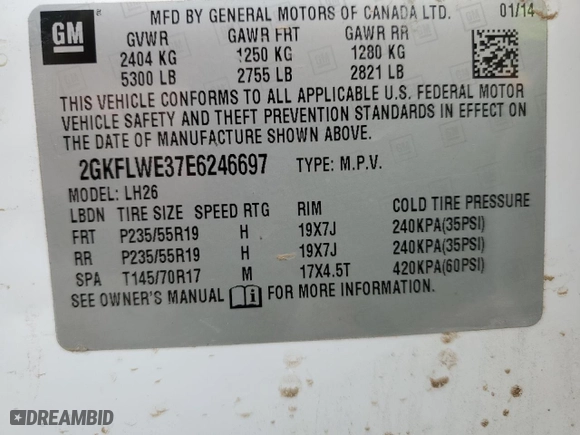 MFD BY GENERAL MOTORS OF CANADA LTD. 01/14
GM
GVWR GAWR FRT GAWR RR
2404 KG 1250 KG 1280 KG
5300 LB 2755 LB 2821 LB
THIS VEHICLE CONFORMS TO ALL APPLICABLE U.S. FEDERAL MOTOR
VEHICLE SAFETY AND THEFT PREVENTION STANDARDS IN EFFECT ON
THE DATE OF MANUFACTURE SHOWN ABOVE.
2GKFLWE37E6246697 TYPE: M.P.V.
MODEL: LH26
LBDN TIRE SIZE SPEED RTG RIM COLD TIRE PRESSURE
FRT P235/55R19 H 19X7J 240KPA(35PSI)
RR P235/55R19 H 19X7J 240KPA(35PSI)
SPA T145/70R17 M 17X4.5T 420KPA(60PSI)
SEE OWNER'S MANUAL FOR MORE INFORMATION.
DREAMBID